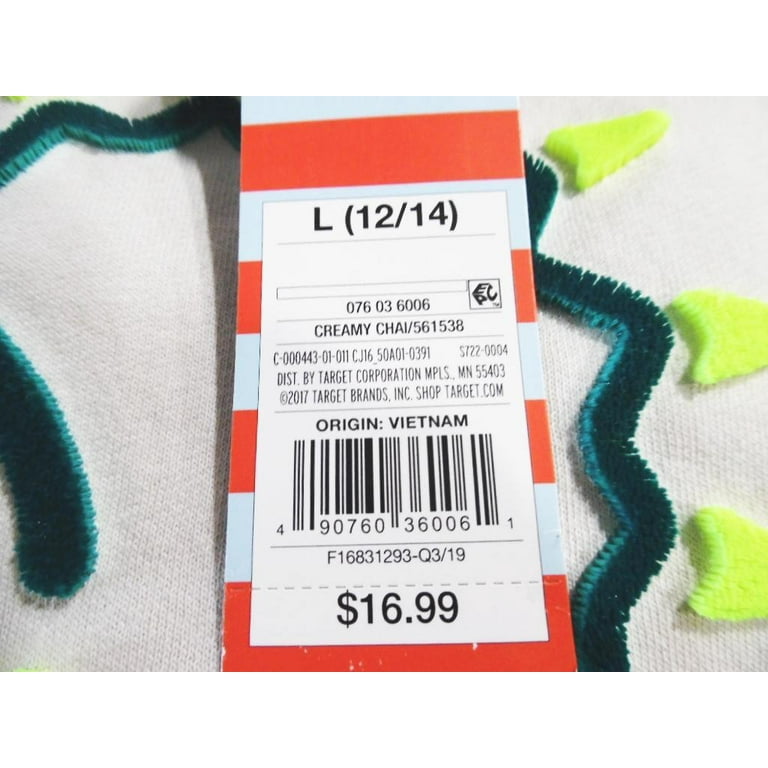 L (12/14)
076 03 6006
CREAMY CHAI/561538
C-000443-01-011 CJ16_50A01-0391 S722-0004
DIST. BY TARGET CORPORATION MPLS., MN 55403
©2017 TARGET BRANDS, INC. SHOP TARGET.COM
ORIGIN: VIETNAM
4 90760 36006 1
F16831293-Q3/19
$16.99